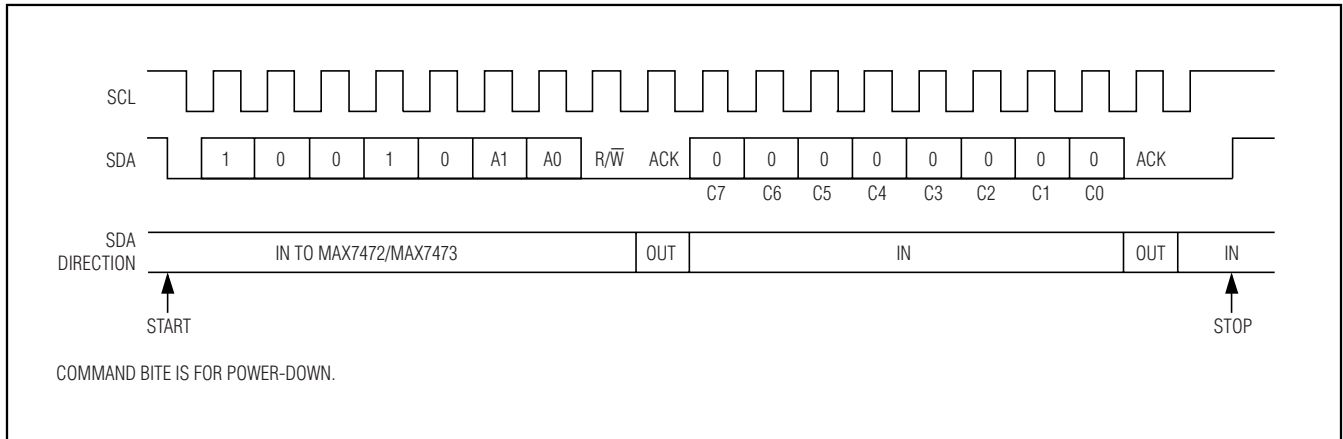 SCL
SDA 1 0 0 1 0 A1 A0 R/W̅ ACK 0 0 0 0 0 0 0 0 ACK
C7 C6 C5 C4 C3 C2 C1 C0
SDA
DIRECTION
IN TO MAX7472/MAX7473 OUT IN OUT IN
START STOP
COMMAND BITE IS FOR POWER-DOWN.